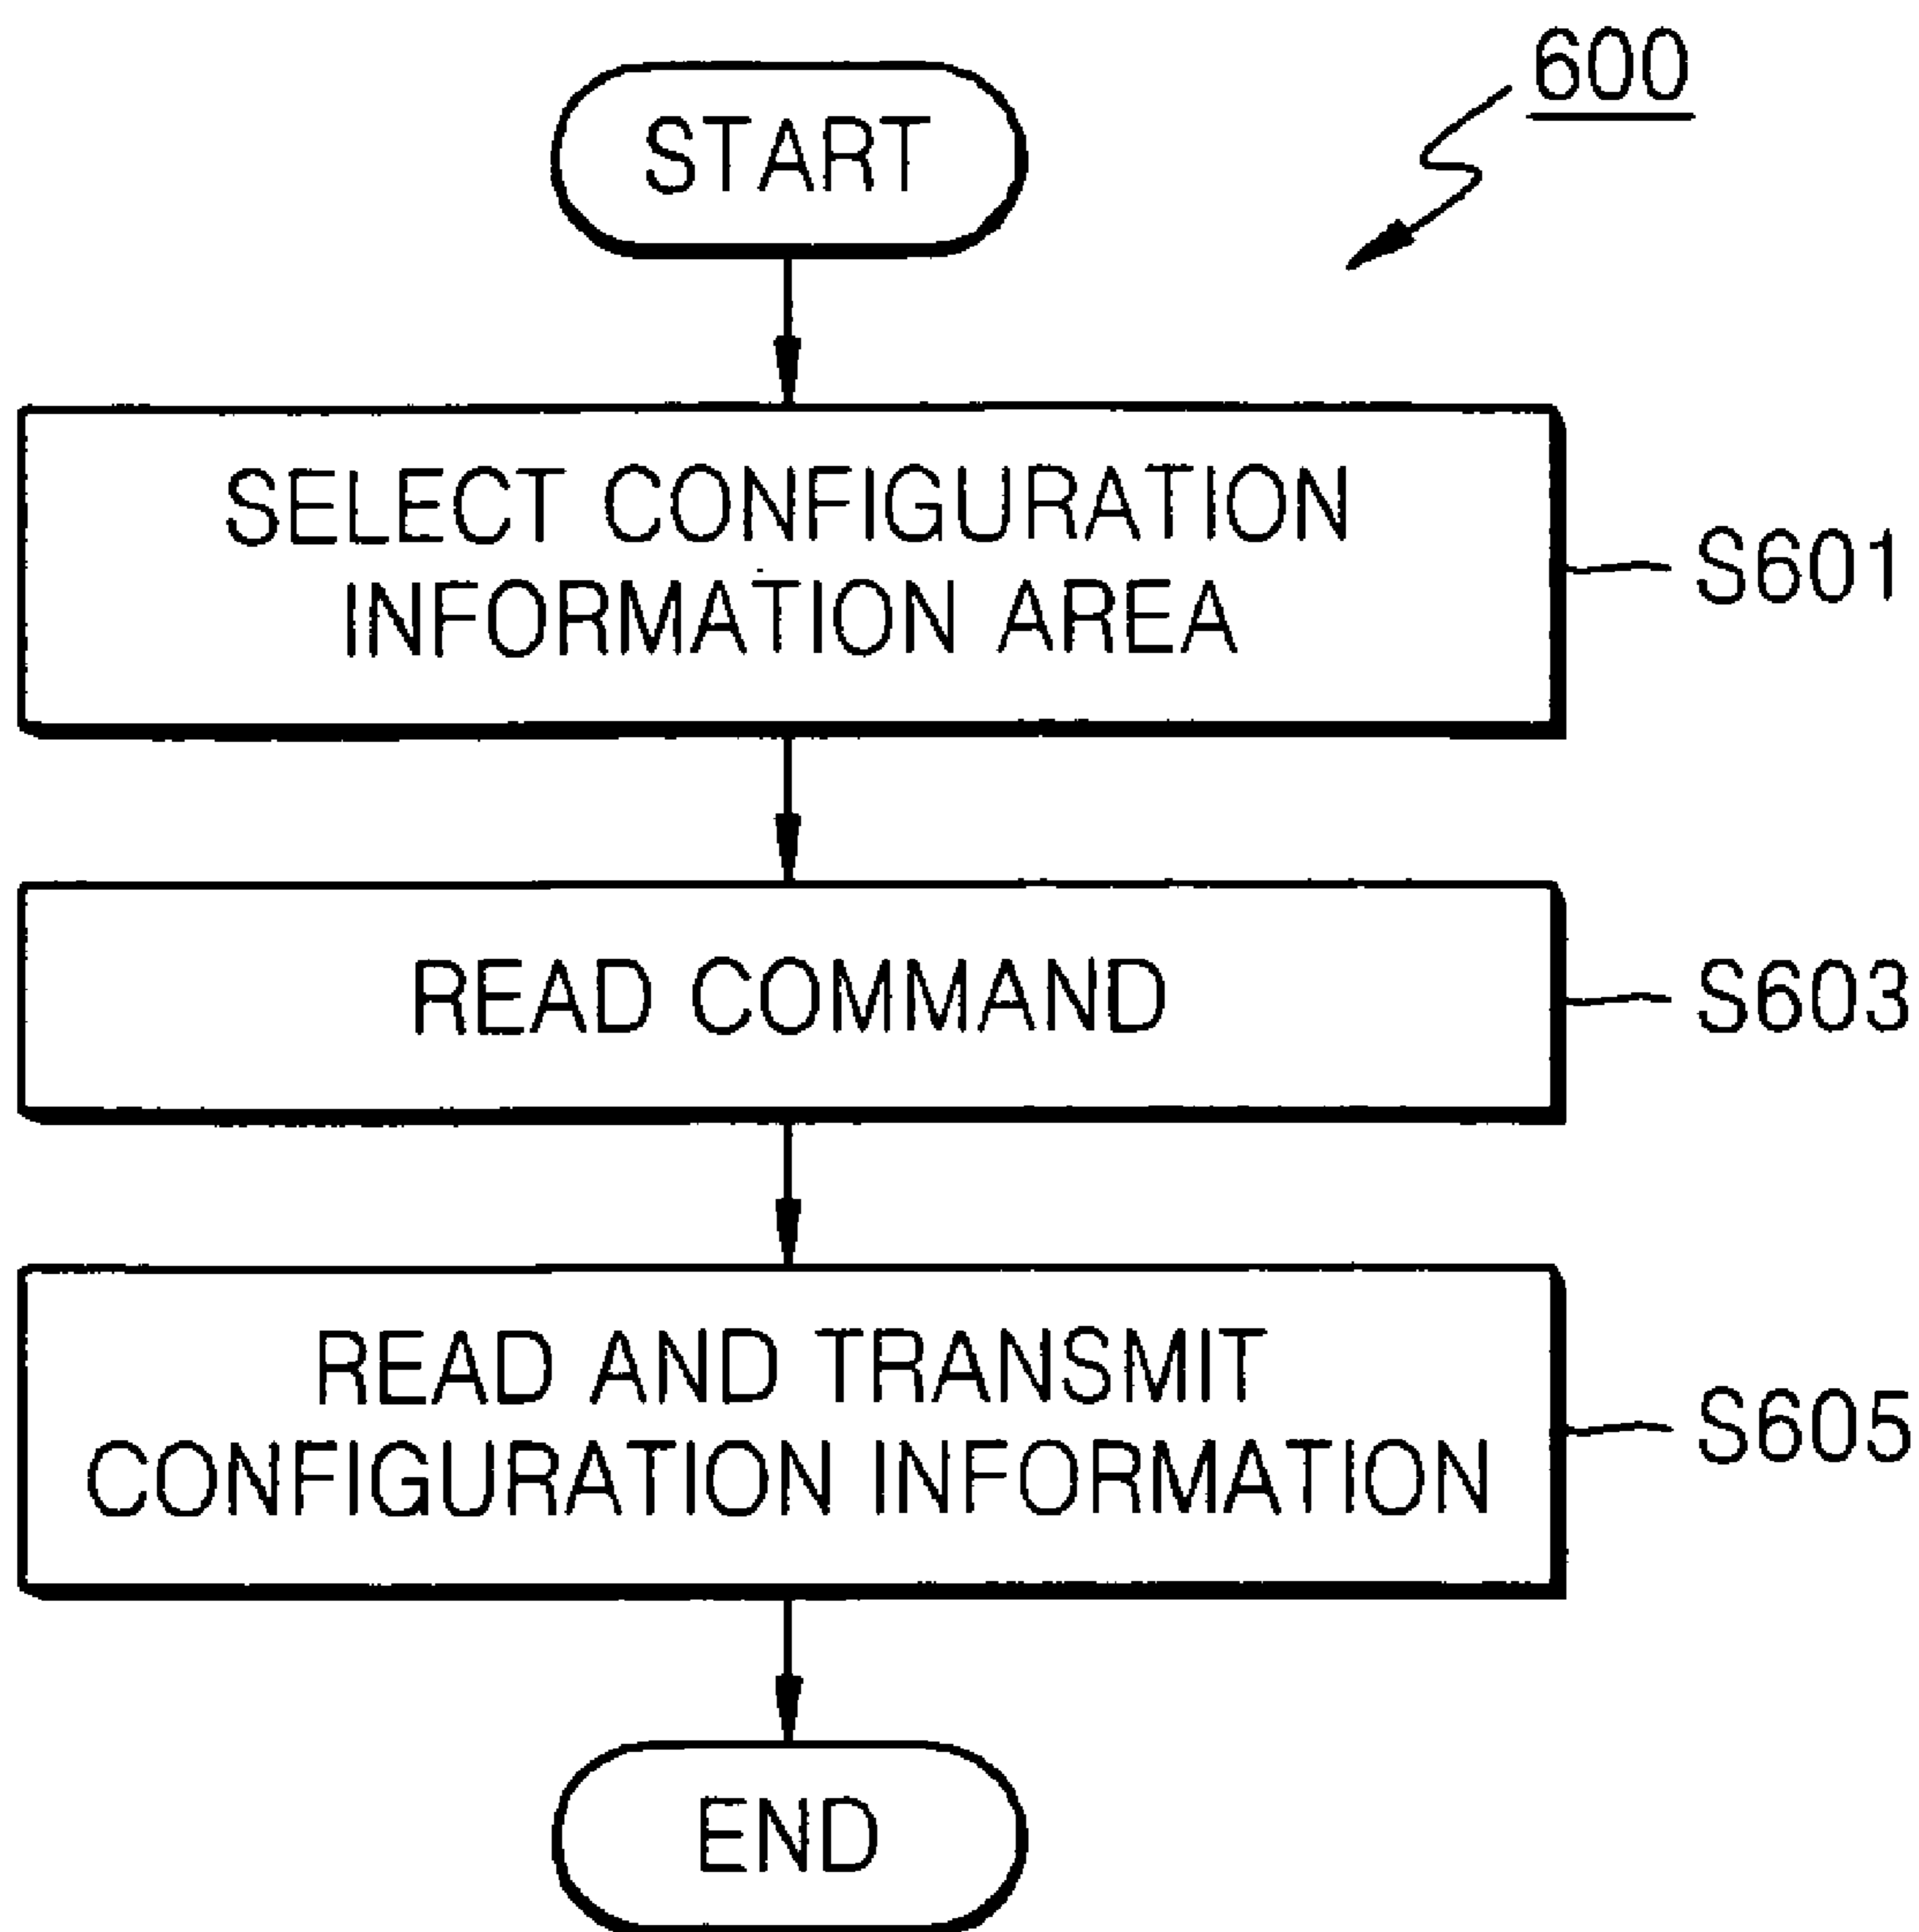 600
START
SELECT CONFIGURATION
INFORMATION AREA
S601
READ COMMAND
S603
READ AND TRANSMIT
CONFIGURATION INFORMATION
S605
END